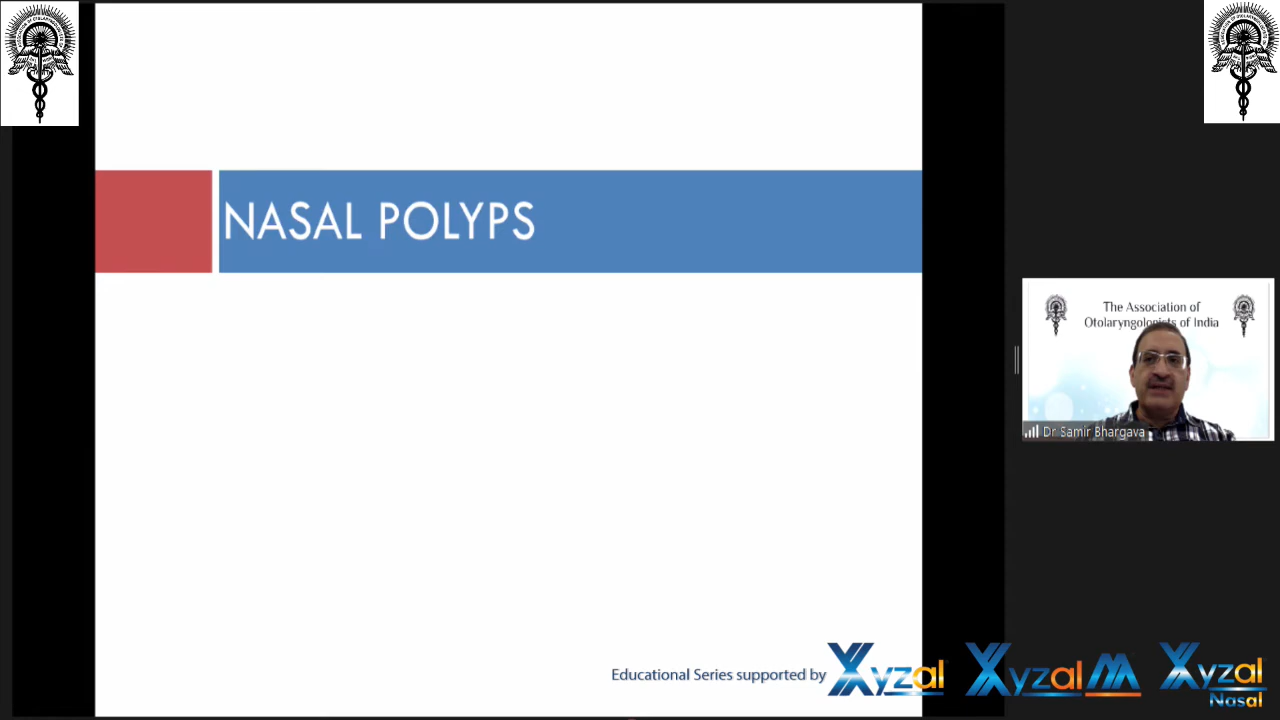 NASAL POLYPS
The Association of
Otolaryngologists of India
Dr Samir Bhargava
Educational Series supported by
Xyzal
Xyzal M
Xyzal
Nasal